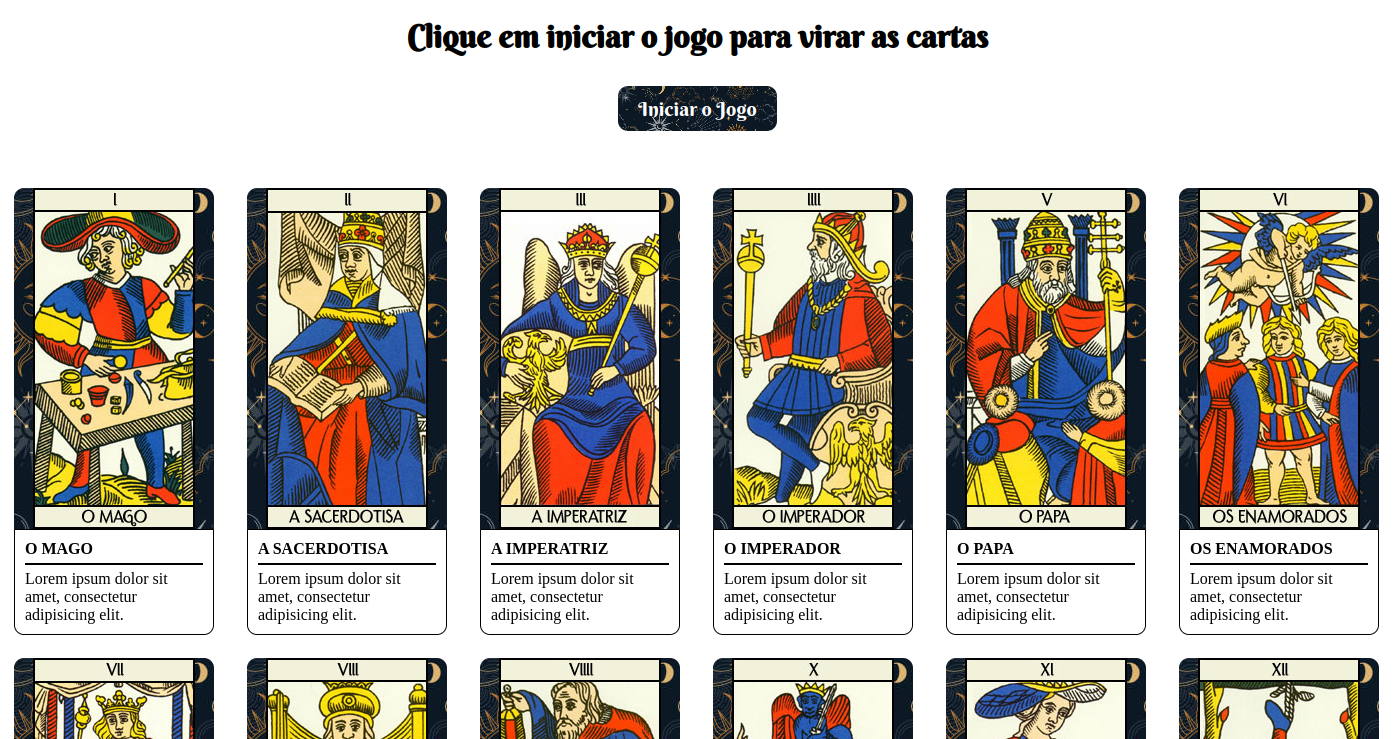 Clique em iniciar o jogo para virar as cartas
Iniciar o Jogo
I
II
III
IIII
V
VI
O MAGO
A SACERDOTISA
A IMPERATRIZ
O IMPERADOR
O PAPA
OS ENAMORADOS
O MAGO
Lorem ipsum dolor sit
amet, consectetur
adipisicing elit.
A SACERDOTISA
Lorem ipsum dolor sit
amet, consectetur
adipisicing elit.
A IMPERATRIZ
Lorem ipsum dolor sit
amet, consectetur
adipisicing elit.
O IMPERADOR
Lorem ipsum dolor sit
amet, consectetur
adipisicing elit.
O PAPA
Lorem ipsum dolor sit
amet, consectetur
adipisicing elit.
OS ENAMORADOS
Lorem ipsum dolor sit
amet, consectetur
adipisicing elit.
VII
VIII
VIIII
X
XI
XII